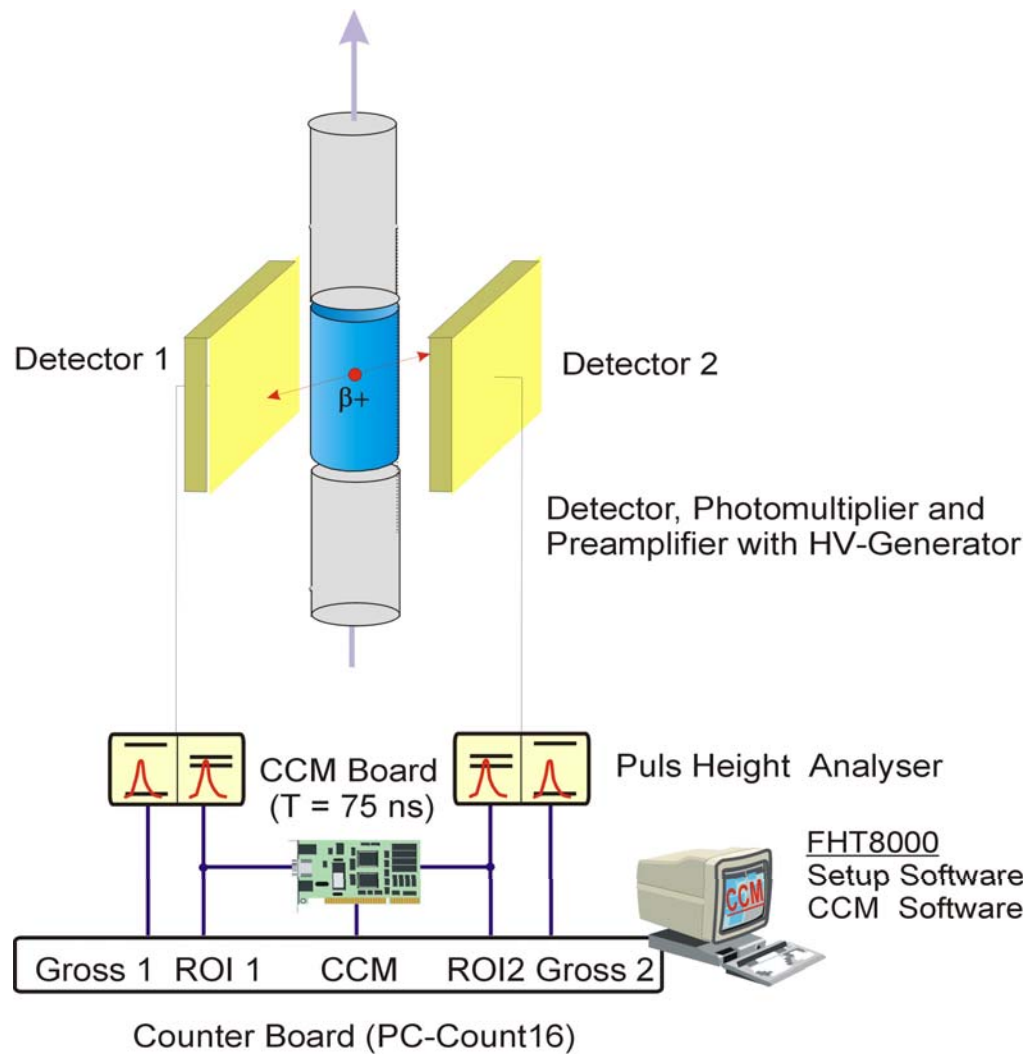 Detector 1
β+
Detector 2
Detector, Photomultiplier and
Preamplifier with HV-Generator
CCM Board
(T = 75 ns)
Puls Height Analyser
FHT8000
Setup Software
CCM Software
CCM
Gross 1 ROI 1 CCM ROI2 Gross 2
Counter Board (PC-Count16)